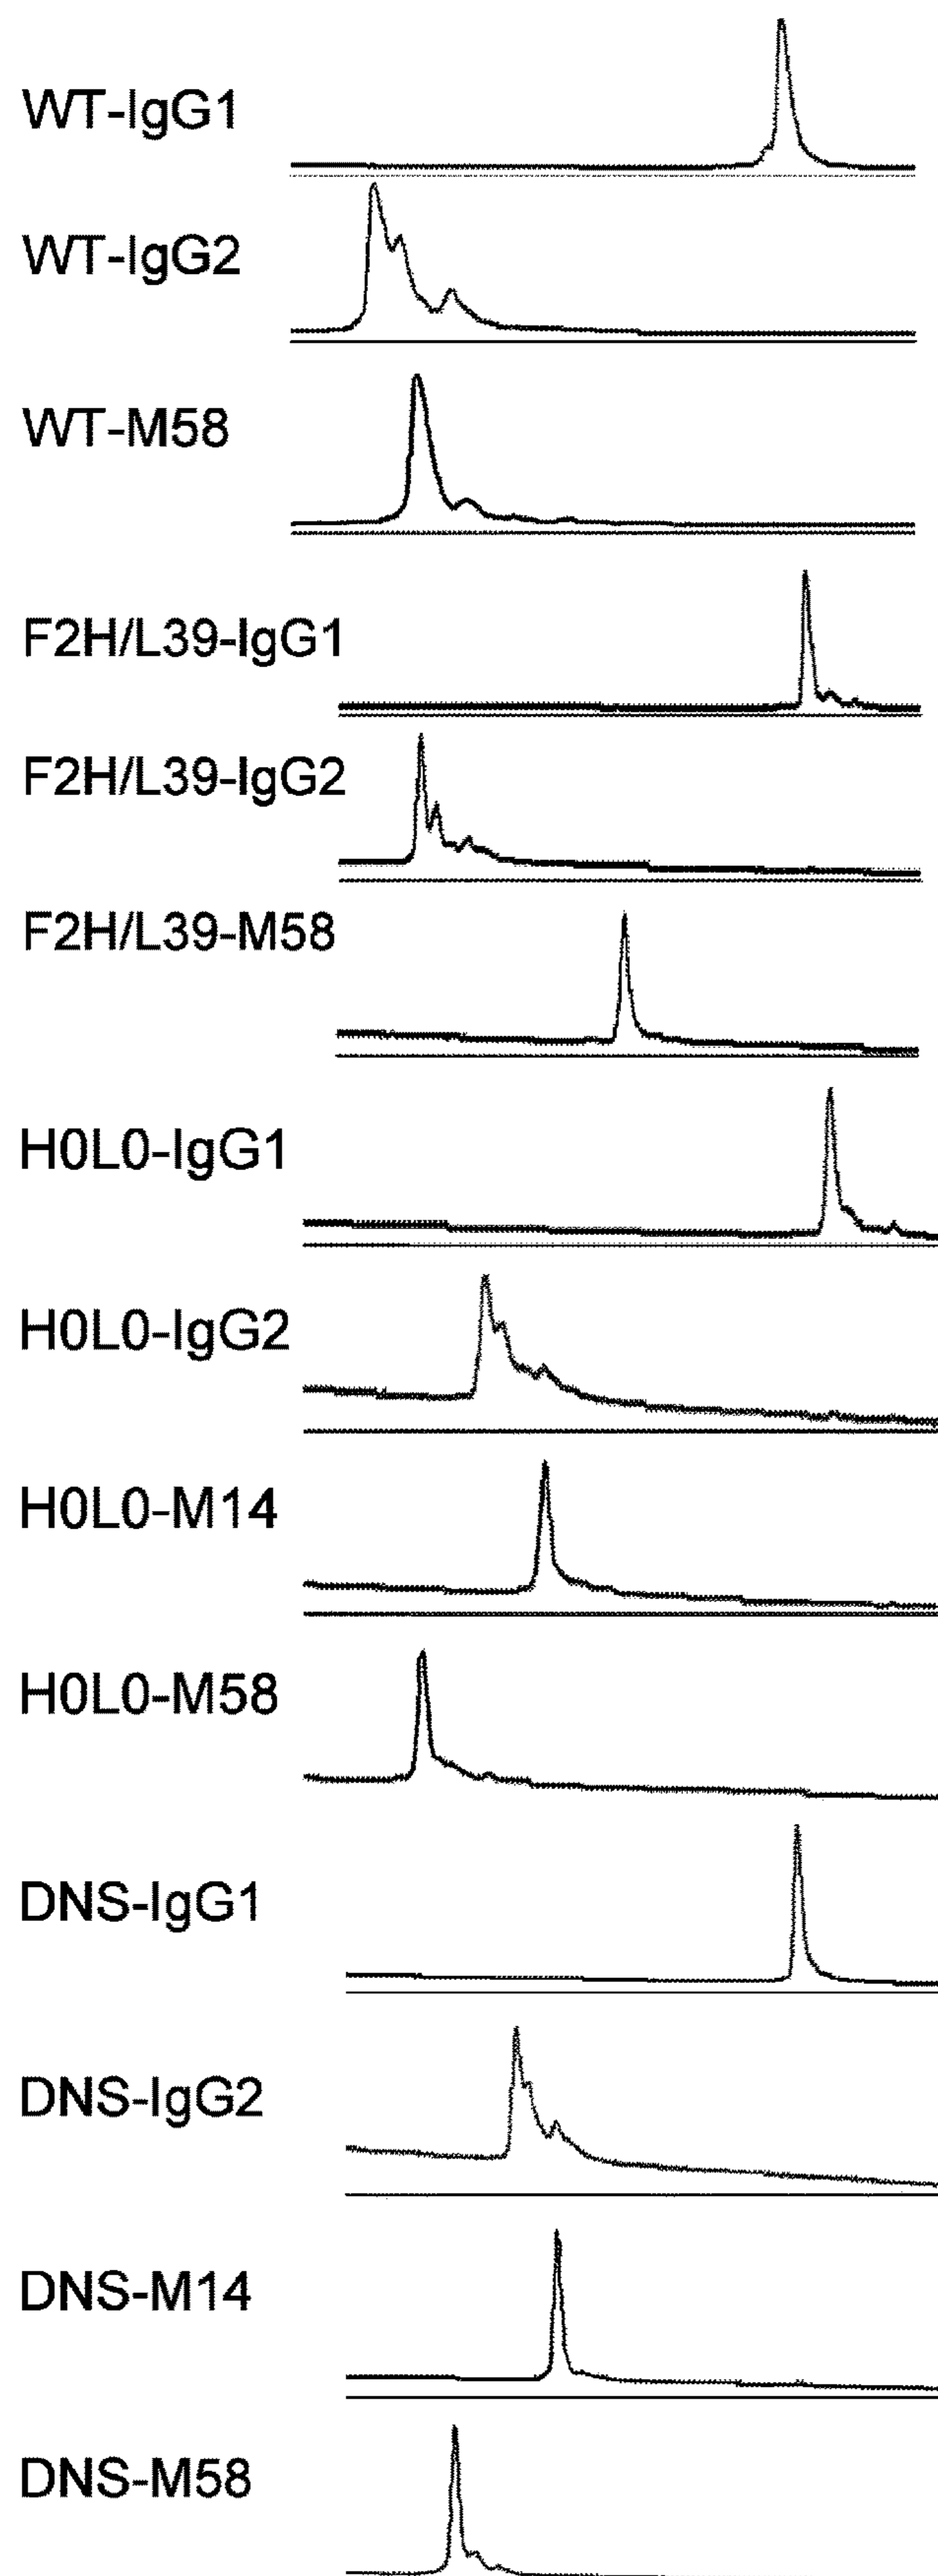 WT-IgG1
WT-IgG2
WT-M58
F2H/L39-IgG1
F2H/L39-IgG2
F2H/L39-M58
H0L0-IgG1
H0L0-IgG2
H0L0-M14
H0L0-M58
DNS-IgG1
DNS-IgG2
DNS-M14
DNS-M58